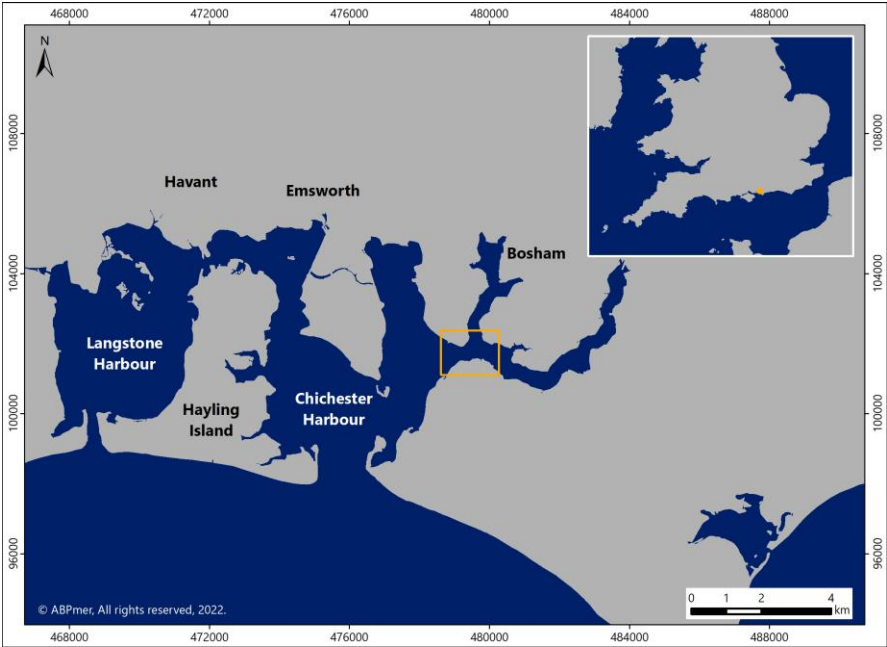 468000 472000 476000 480000 484000 488000
N
108000
108000
Havant
Emsworth
Bosham
104000
104000
Langstone
Harbour
Hayling
Island
Chichester
Harbour
100000
100000
96000
96000
0 1 2 4
km
© ABPmer, All rights reserved, 2022.
468000 472000 476000 480000 484000 488000